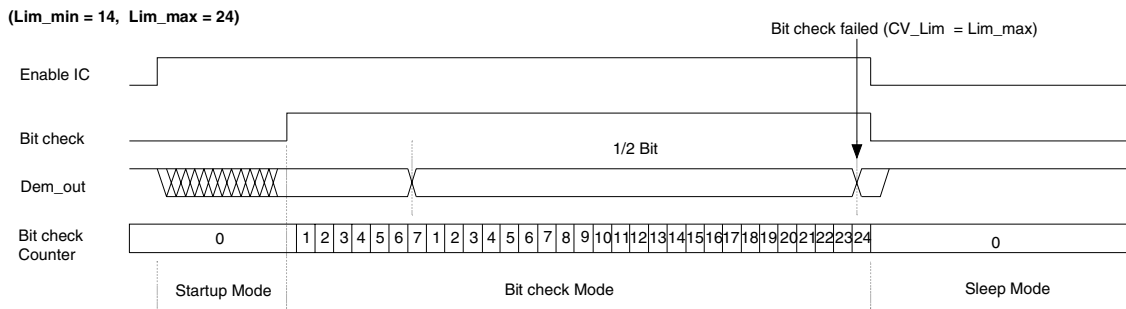 (Lim_min = 14, Lim_max = 24)
Bit check failed (CV_Lim = Lim_max)
Enable IC
Bit check
1/2 Bit
Dem_out
Bit check
Counter
0 1 2 3 4 5 6 7 1 2 3 4 5 6 7 8 9 10 11 12 13 14 15 16 17 18 19 20 21 22 23 24 0
Startup Mode Bit check Mode Sleep Mode